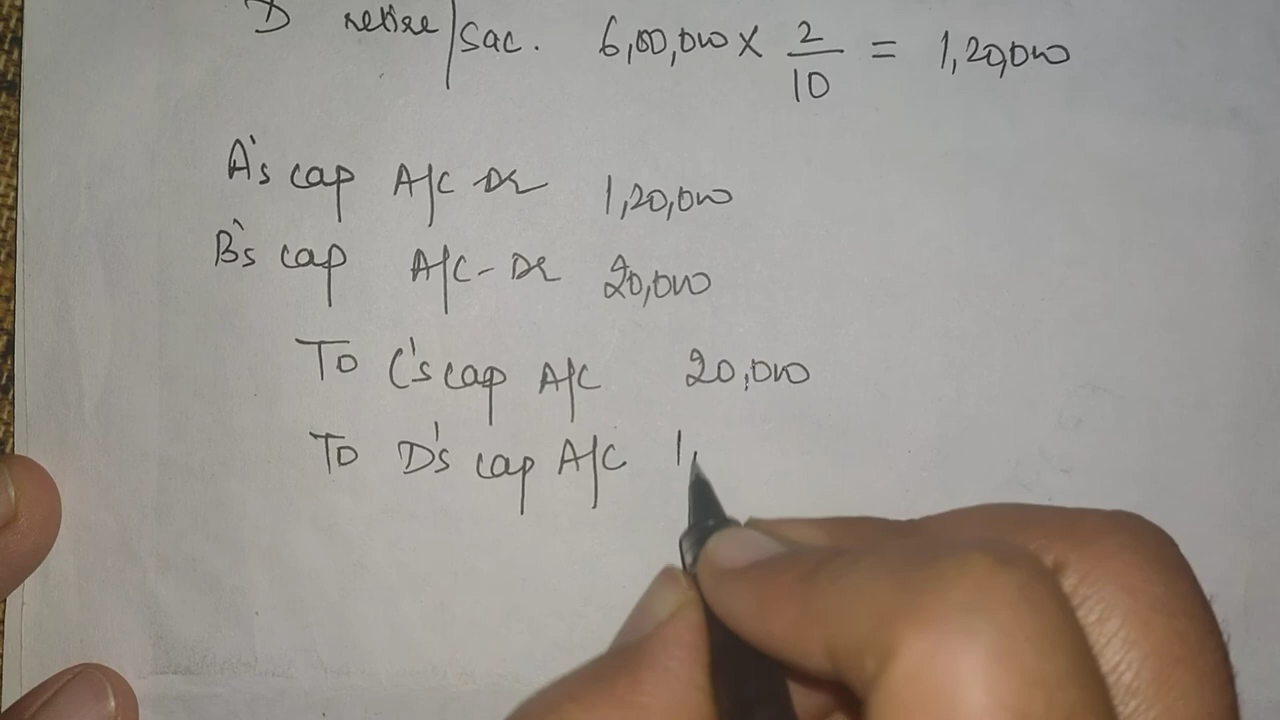 D retire/sac. 6,00,000 x 2/10 = 1,20,000
A's cap A/C Dr 1,20,000
B's cap A/C - Dr 20,000
To C's cap A/C 20,000
To D's cap A/C 1,